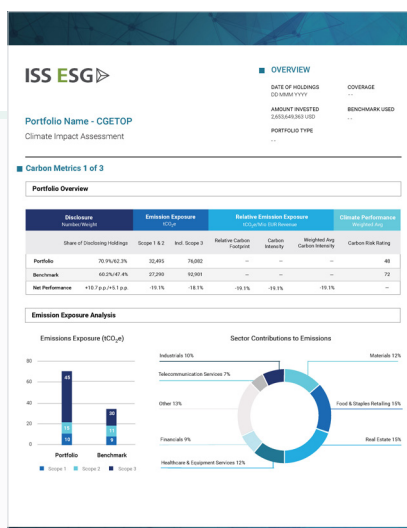 ISS ESG
OVERVIEW
DATE OF HOLDINGS
DD MMM YYYY
COVERAGE
--
AMOUNT INVESTED
2,653,649,363 USD
BENCHMARK USED
--
PORTFOLIO TYPE
--
Portfolio Name - CGETOP
Climate Impact Assessment
Carbon Metrics 1 of 3
Portfolio Overview
Disclosure Emission Exposure Relative Emission Exposure Climate Performance
Number/Weight tCO2e tCO2e/Mio EUR Revenue Weighted Avg
Share of Disclosing Holdings Scope 1 & 2 Incl. Scope 3 Relative Carbon Footprint Carbon Intensity Weighted Avg Carbon Intensity Carbon Risk Rating
Portfolio 70.9%/62.3% 32,495 76,082 -- -- -- 48
Benchmark 60.2%/47.4% 27,290 92,901 -- -- -- 72
Net Performance +10.7 p.p./+5.1 p.p. -19.1% -18.1% -19.1% -19.1% -19.1% --
Emission Exposure Analysis
Emissions Exposure (tCO2e)
80
60
40
20
0
45
10
30
11
9
Portfolio Benchmark
Scope 1 Scope 2 Scope 3
Sector Contributions to Emissions
Industrials 10%
Materials 12%
Telecommunication Services 7%
Other 13%
Food & Staples Retailing 15%
Financials 9%
Real Estate 15%
Healthcare & Equipment Services 12%